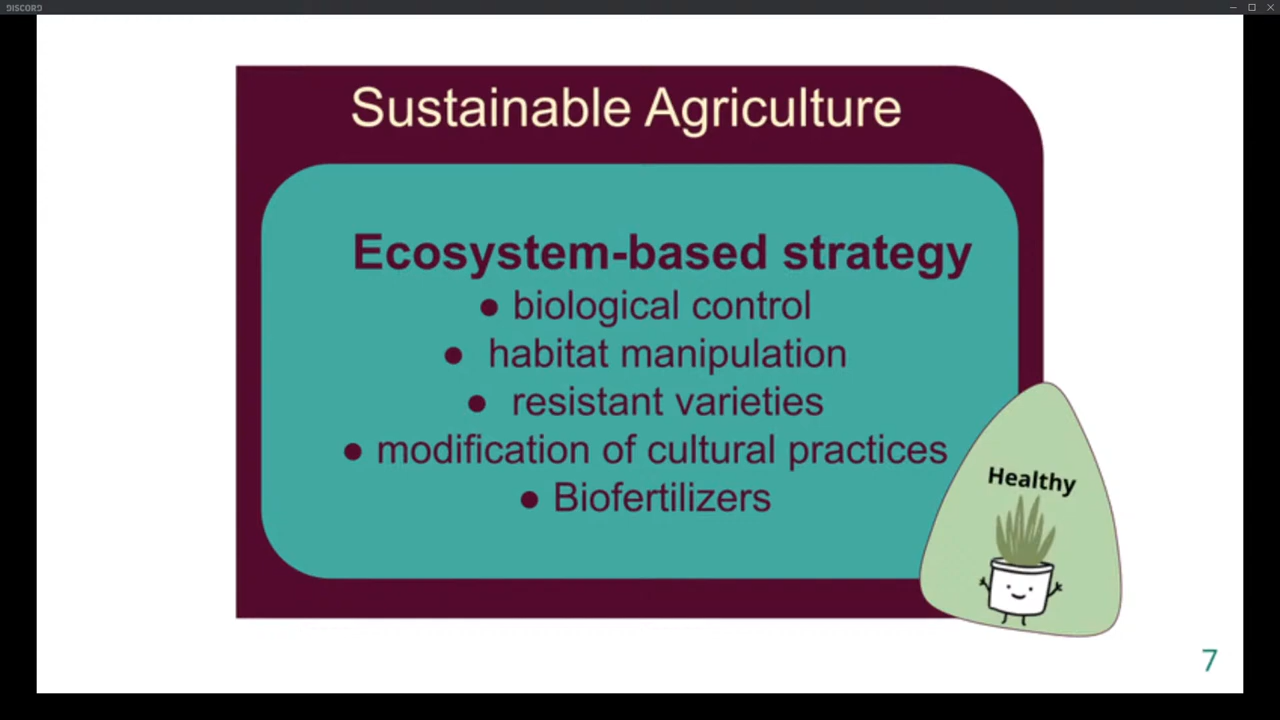 DISCORD
Sustainable Agriculture
Ecosystem-based strategy
● biological control
● habitat manipulation
● resistant varieties
● modification of cultural practices
● Biofertilizers
Healthy
7